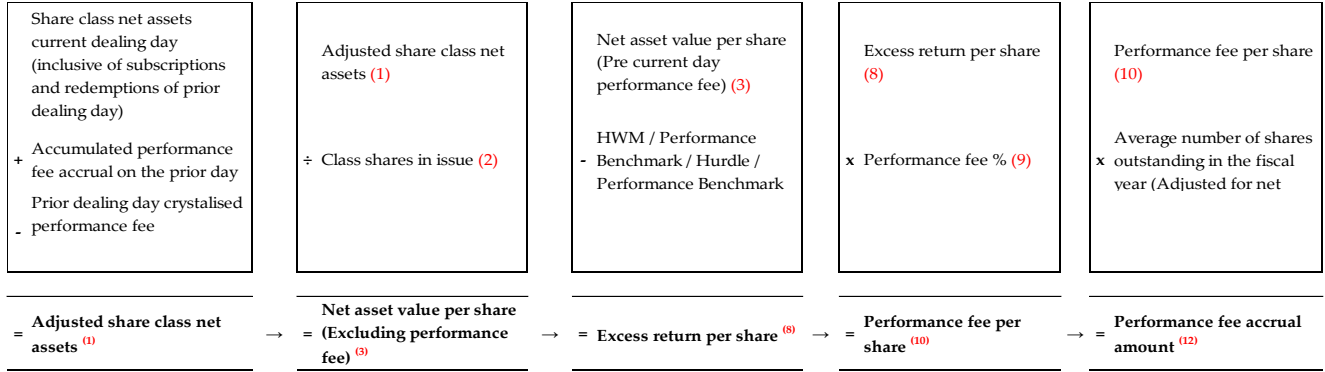 Share class net assets
current dealing day
(inclusive of subscriptions
and redemptions of prior
dealing day)
+ Accumulated performance
fee accrual on the prior day
Prior dealing day crystalised
- performance fee
= Adjusted share class net
assets (1)
→
Adjusted share class net
assets (1)
÷ Class shares in issue (2)
Net asset value per share
= (Excluding performance
fee) (3)
→
Net asset value per share
(Pre current day
performance fee) (3)
HWM / Performance
- Benchmark / Hurdle /
Performance Benchmark
= Excess return per share (8)
→
Excess return per share
(8)
x Performance fee % (9)
= Performance fee per
share (10)
→
Performance fee per share
(10)
Average number of shares
x outstanding in the fiscal
year (Adjusted for net
= Performance fee accrual
amount (12)